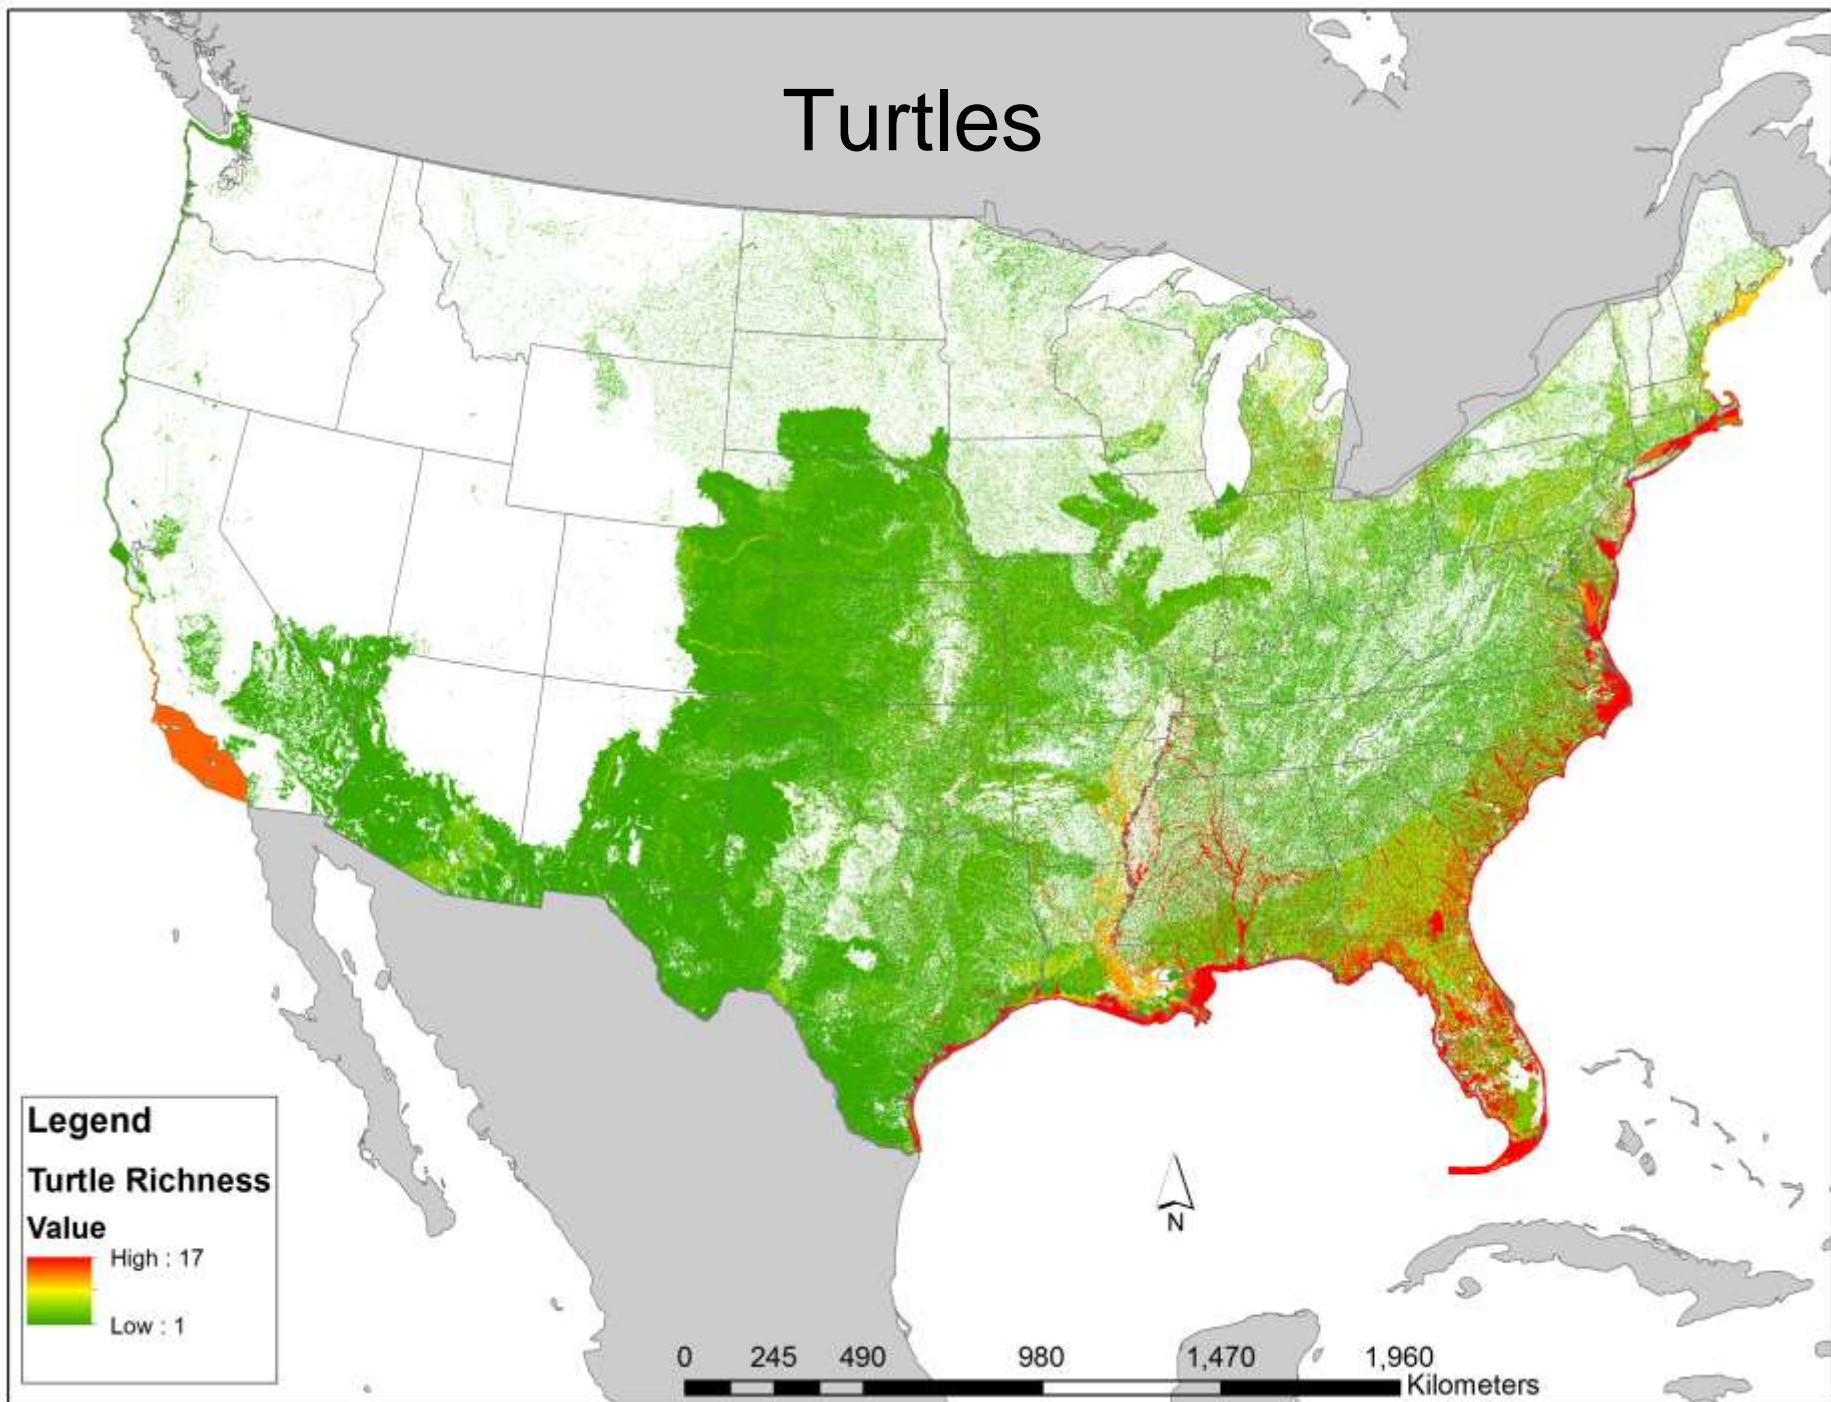 Turtles
Legend
Turtle Richness
Value
High : 17
Low : 1
N
0 245 490 980 1,470 1,960
Kilometers